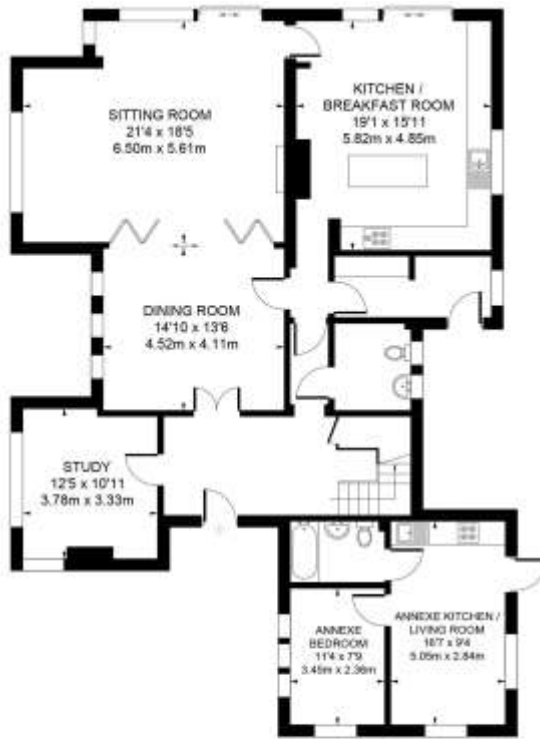 KITCHEN /
BREAKFAST ROOM
19'1 x 15'11
5.82m x 4.85m
SITTING ROOM
21'4 x 18'5
6.50m x 5.61m
DINING ROOM
14'10 x 13'6
4.52m x 4.11m
STUDY
12'5 x 10'11
3.78m x 3.33m
ANNEXE
BEDROOM
11'4 x 7'9
3.45m x 2.36m
ANNEXE KITCHEN /
LIVING ROOM
16'7 x 9'4
5.05m x 2.84m